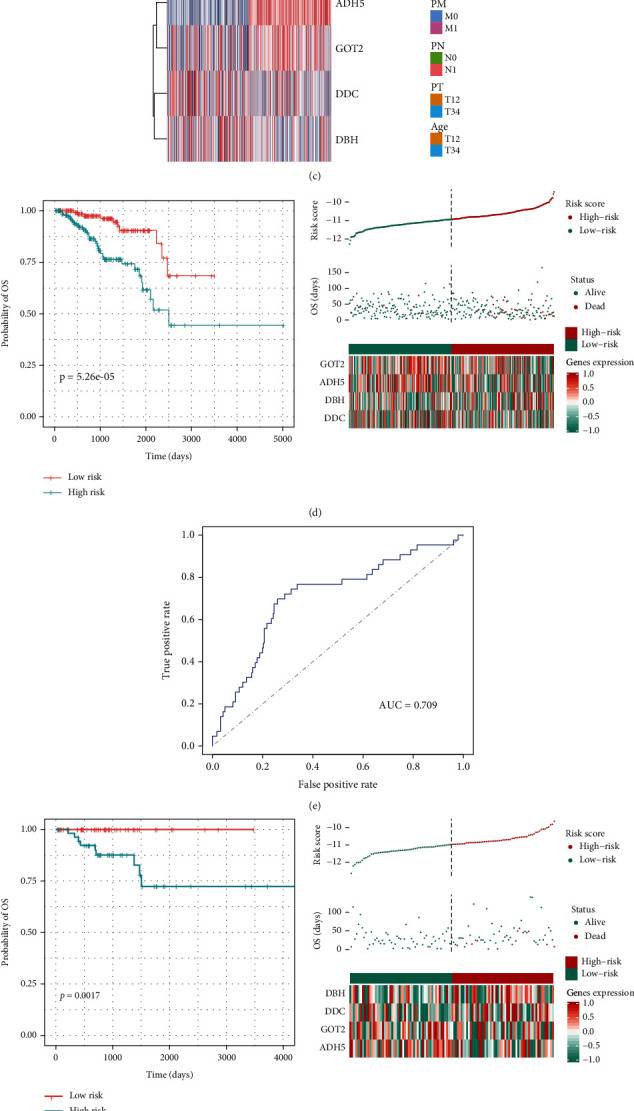 ADH5
GOT2
DDC
DBH
PM
M0
M1
PN
N0
N1
PT
T12
T34
Age
T12
T34
(c)
Probability of OS
1.00
0.75
0.50
0.25
0.00
p = 5.26e-05
0 1000 2000 3000 4000 5000
Time (days)
Low risk
High risk
Risk score
−10
−11
−12
Risk score
High−risk
Low−risk
OS (days)
150
100
50
0
Status
Alive
Dead
High−risk
Low−risk
GOT2
ADH5
DBH
DDC
Genes expression
1.0
0.5
0.0
−0.5
−1.0
(d)
True positive rate
1.0
0.8
0.6
0.4
0.2
0.0
AUC = 0.709
0.0 0.2 0.4 0.6 0.8 1.0
False positive rate
(e)
Probability of OS
1.00
0.75
0.50
0.25
0.00
p = 0.0017
0 1000 2000 3000 4000
Time (days)
Low risk
High risk
Risk score
−10
−11
−12
Risk score
High−risk
Low−risk
OS (days)
100
50
0
Status
Alive
Dead
High−risk
Low−risk
DBH
DDC
GOT2
ADH5
Genes expression
1.0
0.5
0.0
−0.5
−1.0